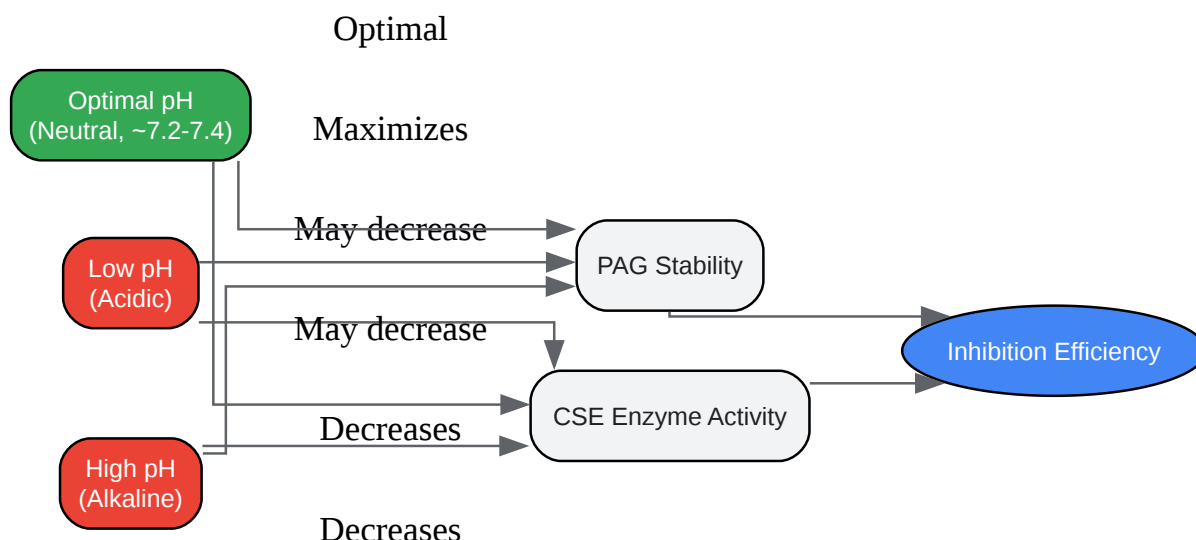 Optimal
Optimal pH
(Neutral, ~7.2-7.4)
Maximizes
May decrease
PAG Stability
Low pH
(Acidic)
May decrease
Inhibition Efficiency
CSE Enzyme Activity
Decreases
High pH
(Alkaline)
Decreases